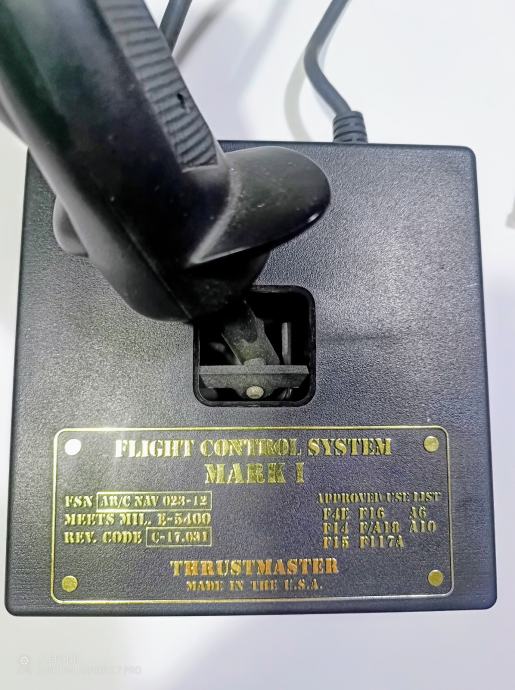 FLIGHT CONTROL SYSTEM
MARK I
FSN AR/C NAV 023-12
MEETS MIL. E-5400
REV. CODE C-17.031
APPROVED USE LIST
F4E F16 A6
F14 F/A18 A10
F15 F117A
THRUSTMASTER
MADE IN THE U.S.A.